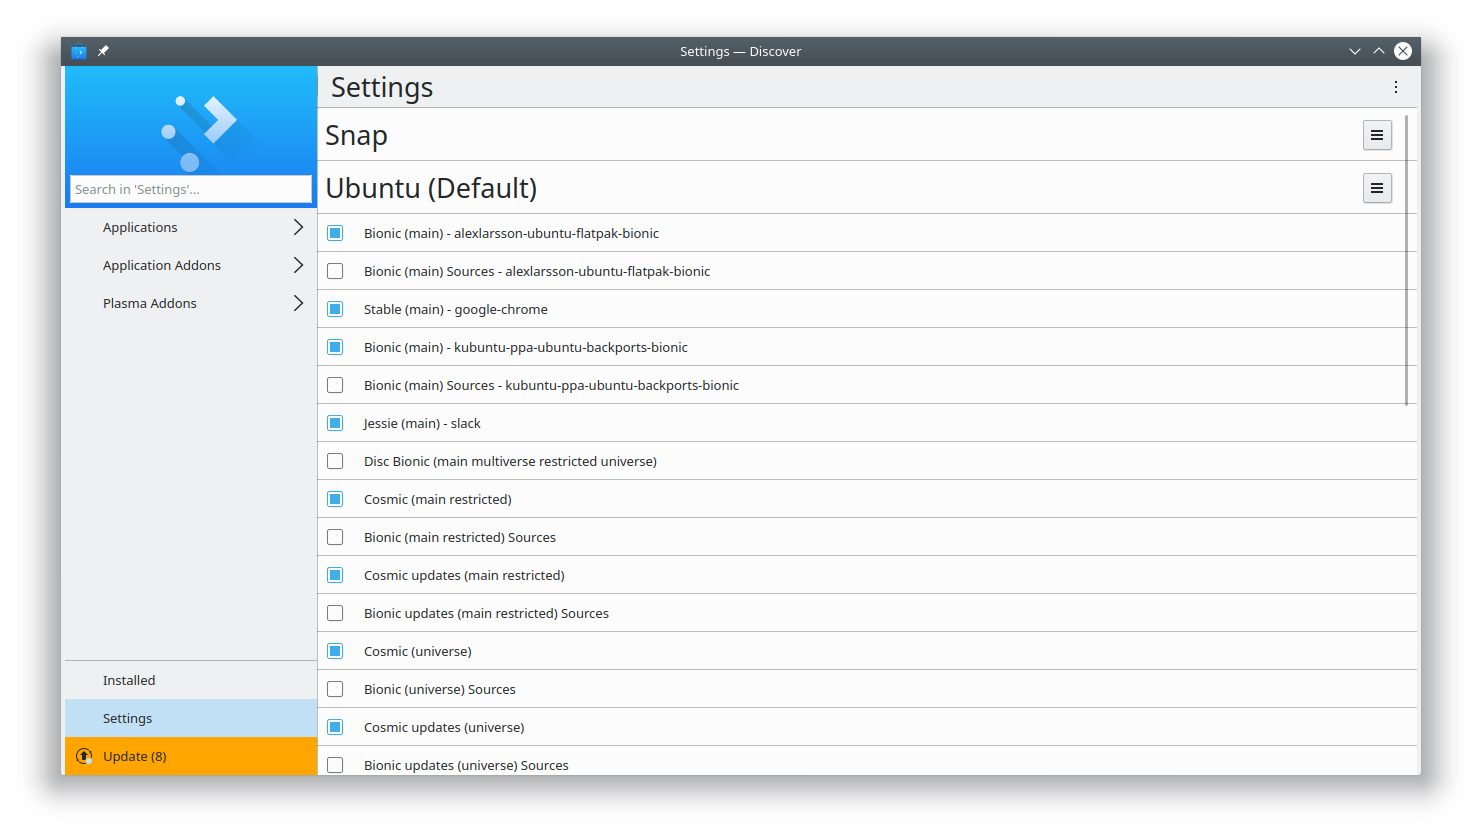 Settings — Discover
Search in 'Settings'...
Applications
Application Addons
Plasma Addons
Installed
Settings
Update (8)
Settings
Snap
Ubuntu (Default)
Bionic (main) - alexlarsson-ubuntu-flatpak-bionic
Bionic (main) Sources - alexlarsson-ubuntu-flatpak-bionic
Stable (main) - google-chrome
Bionic (main) - kubuntu-ppa-ubuntu-backports-bionic
Bionic (main) Sources - kubuntu-ppa-ubuntu-backports-bionic
Jessie (main) - slack
Disc Bionic (main multiverse restricted universe)
Cosmic (main restricted)
Bionic (main restricted) Sources
Cosmic updates (main restricted)
Bionic updates (main restricted) Sources
Cosmic (universe)
Bionic (universe) Sources
Cosmic updates (universe)
Bionic updates (universe) Sources